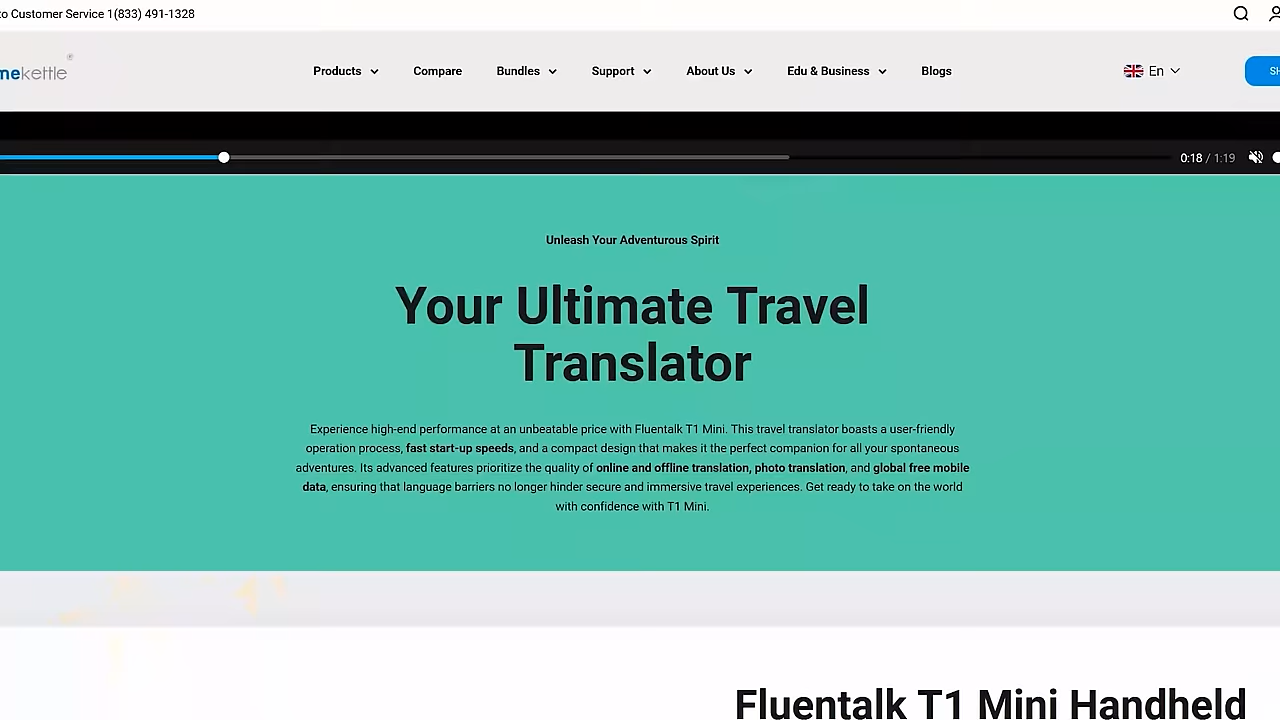 to Customer Service 1(833) 491-1328
mekettle
Products
Compare
Bundles
Support
About Us
Edu & Business
Blogs
En
SH
0:18 / 1:19
Unleash Your Adventurous Spirit
Your Ultimate Travel
Translator
Experience high-end performance at an unbeatable price with Fluentalk T1 Mini. This travel translator boasts a user-friendly
operation process, fast start-up speeds, and a compact design that makes it the perfect companion for all your spontaneous
adventures. Its advanced features prioritize the quality of online and offline translation, photo translation, and global free mobile
data, ensuring that language barriers no longer hinder secure and immersive travel experiences. Get ready to take on the world
with confidence with T1 Mini.
Fluentalk T1 Mini Handheld